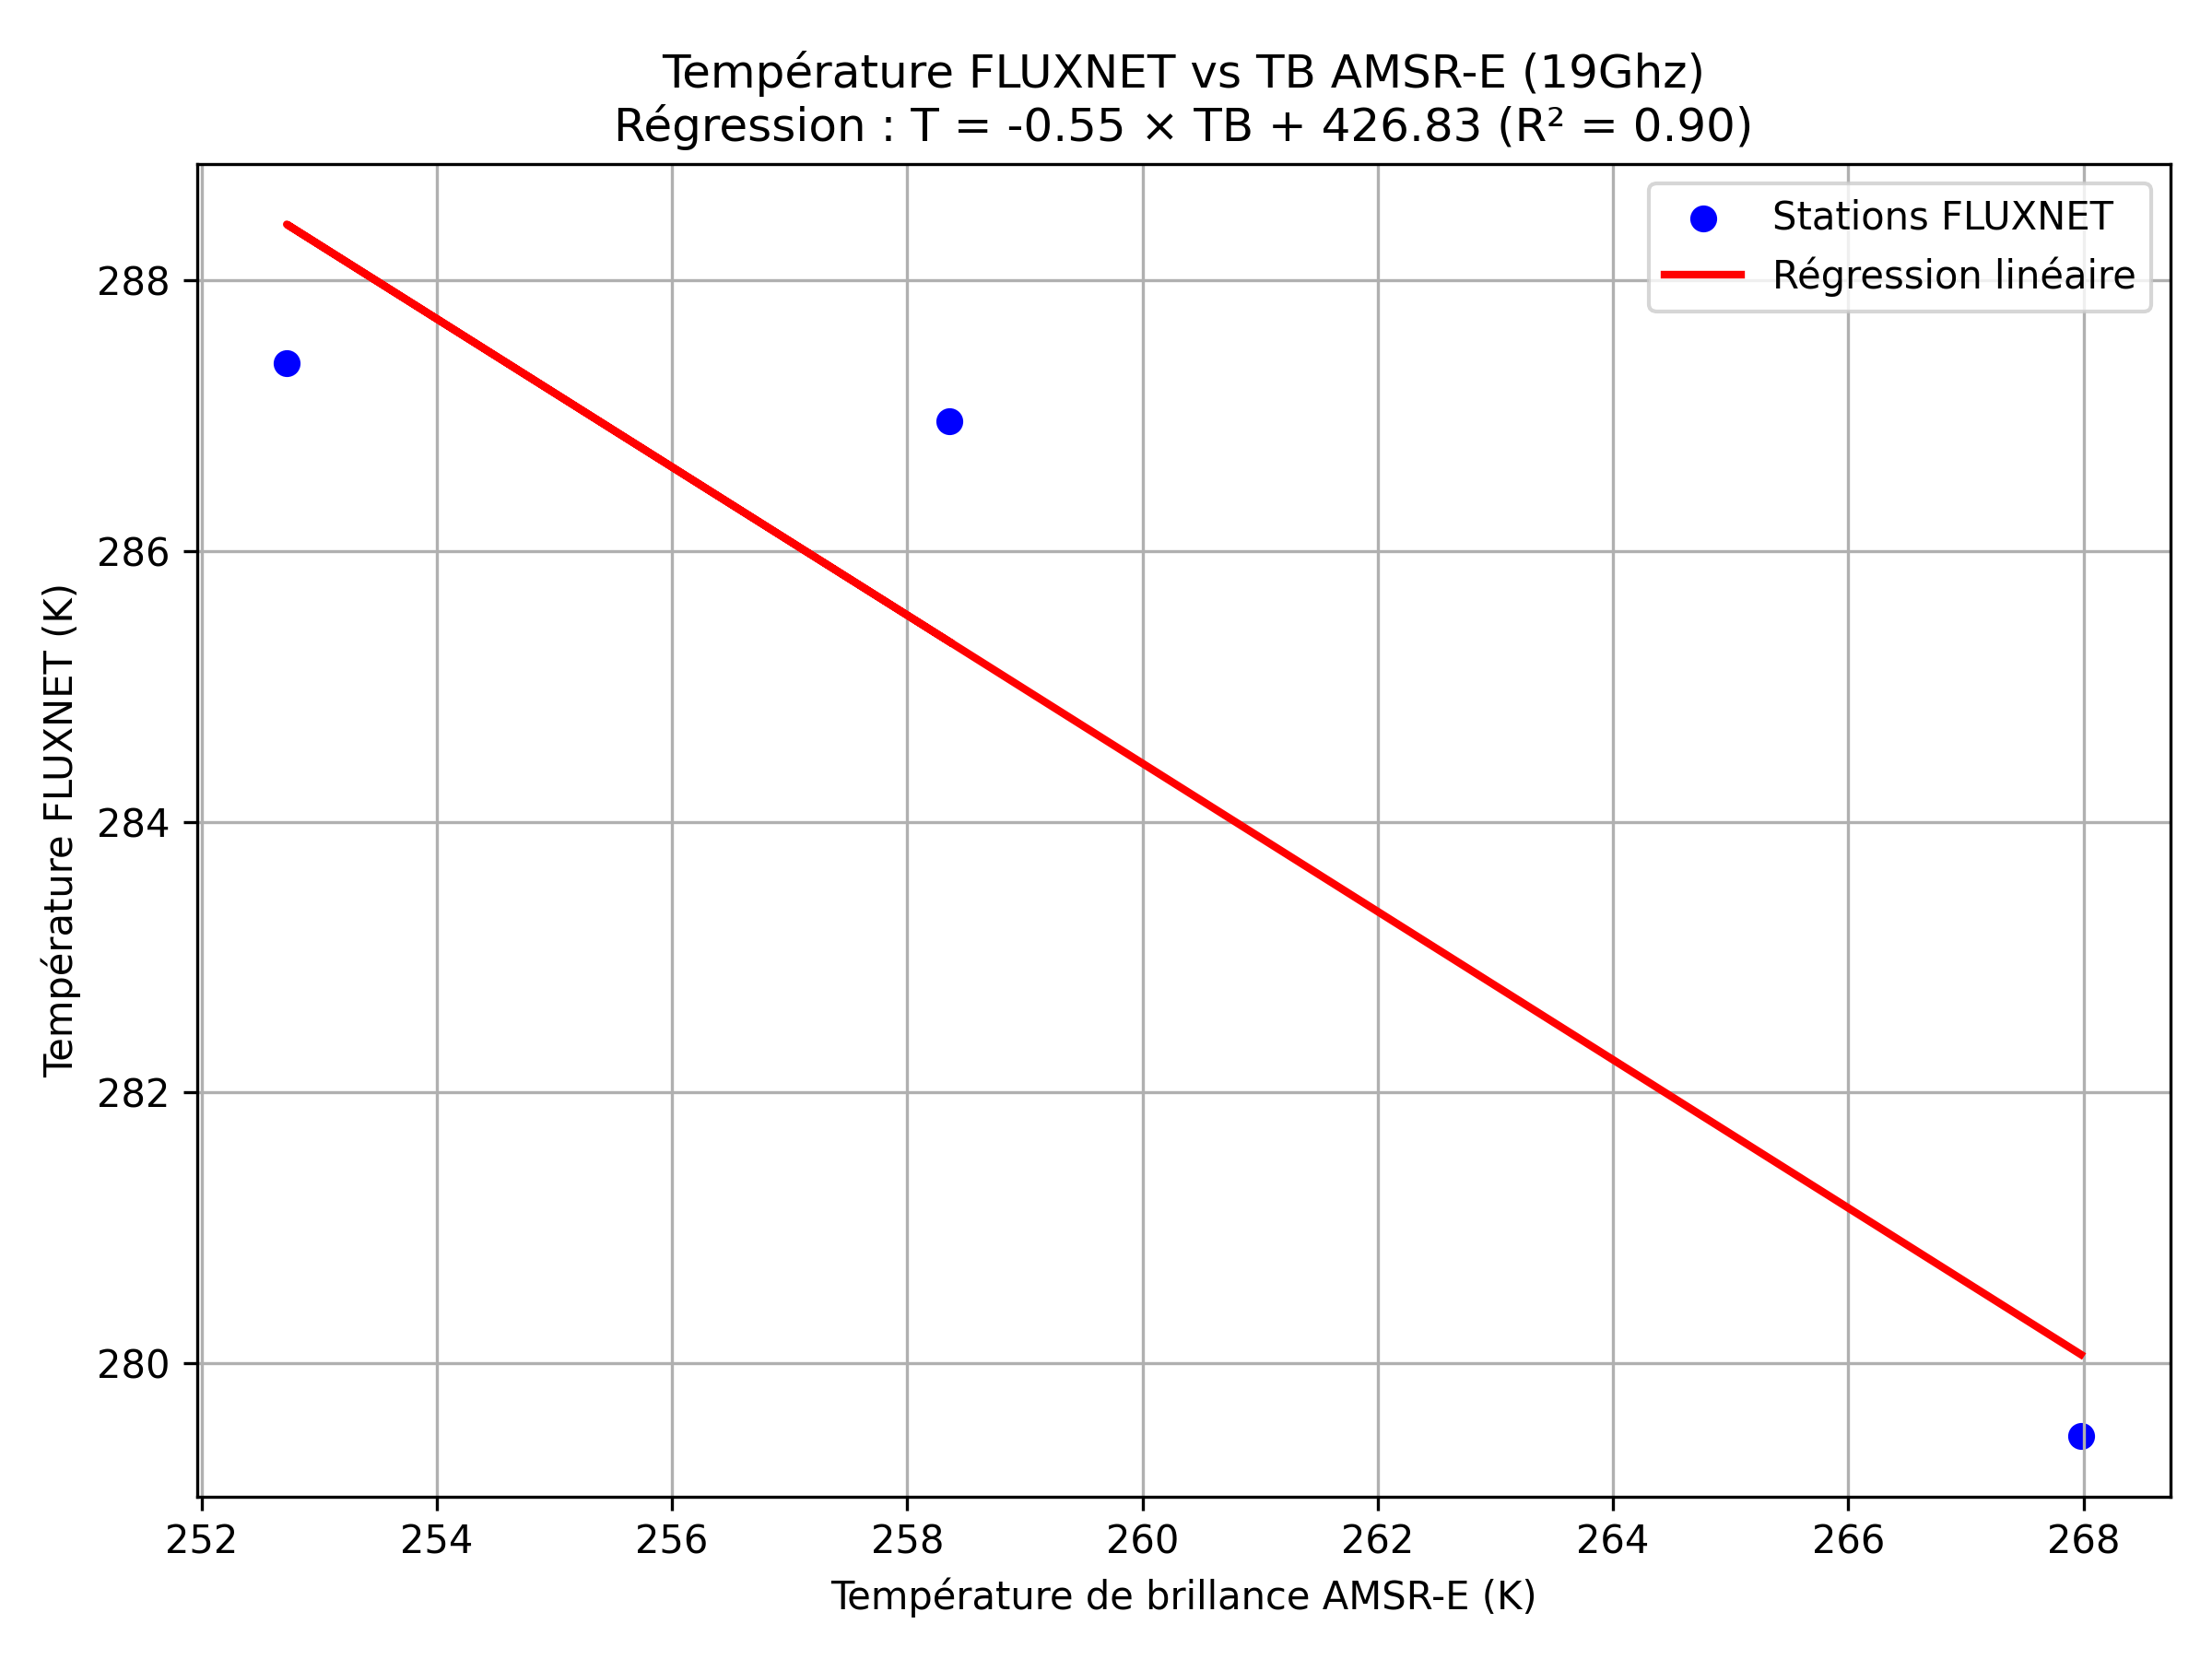 Température FLUXNET vs TB AMSR-E (19Ghz)
Régression : T = -0.55 × TB + 426.83 (R² = 0.90)
Stations FLUXNET
Régression linéaire
Température FLUXNET (K)
288
286
284
282
280
252
254
256
258
260
262
264
266
268
Température de brillance AMSR-E (K)